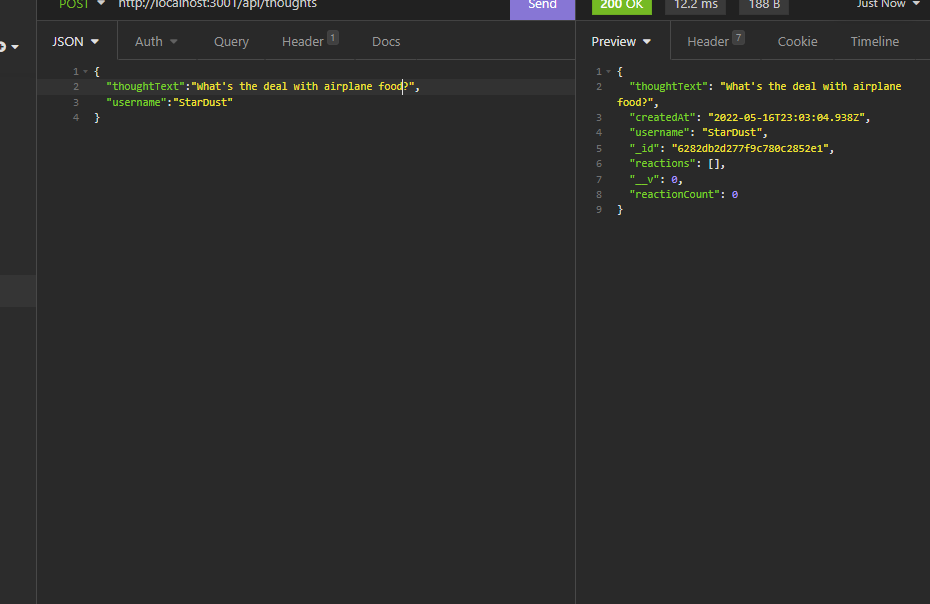 POST http://localhost:3001/api/thoughts Send 200 OK 12.2 ms 188 B Just Now
JSON Auth Query Header 1 Docs Preview Header 7 Cookie Timeline
1 {
2 "thoughtText":"What's the deal with airplane food?",
3 "username":"StarDust"
4 }
1 {
2 "thoughtText": "What's the deal with airplane
food?",
3 "createdAt": "2022-05-16T23:03:04.938Z",
4 "username": "StarDust",
5 "_id": "6282db2d277f9c780c2852e1",
6 "reactions": [],
7 "__v": 0,
8 "reactionCount": 0
9 }